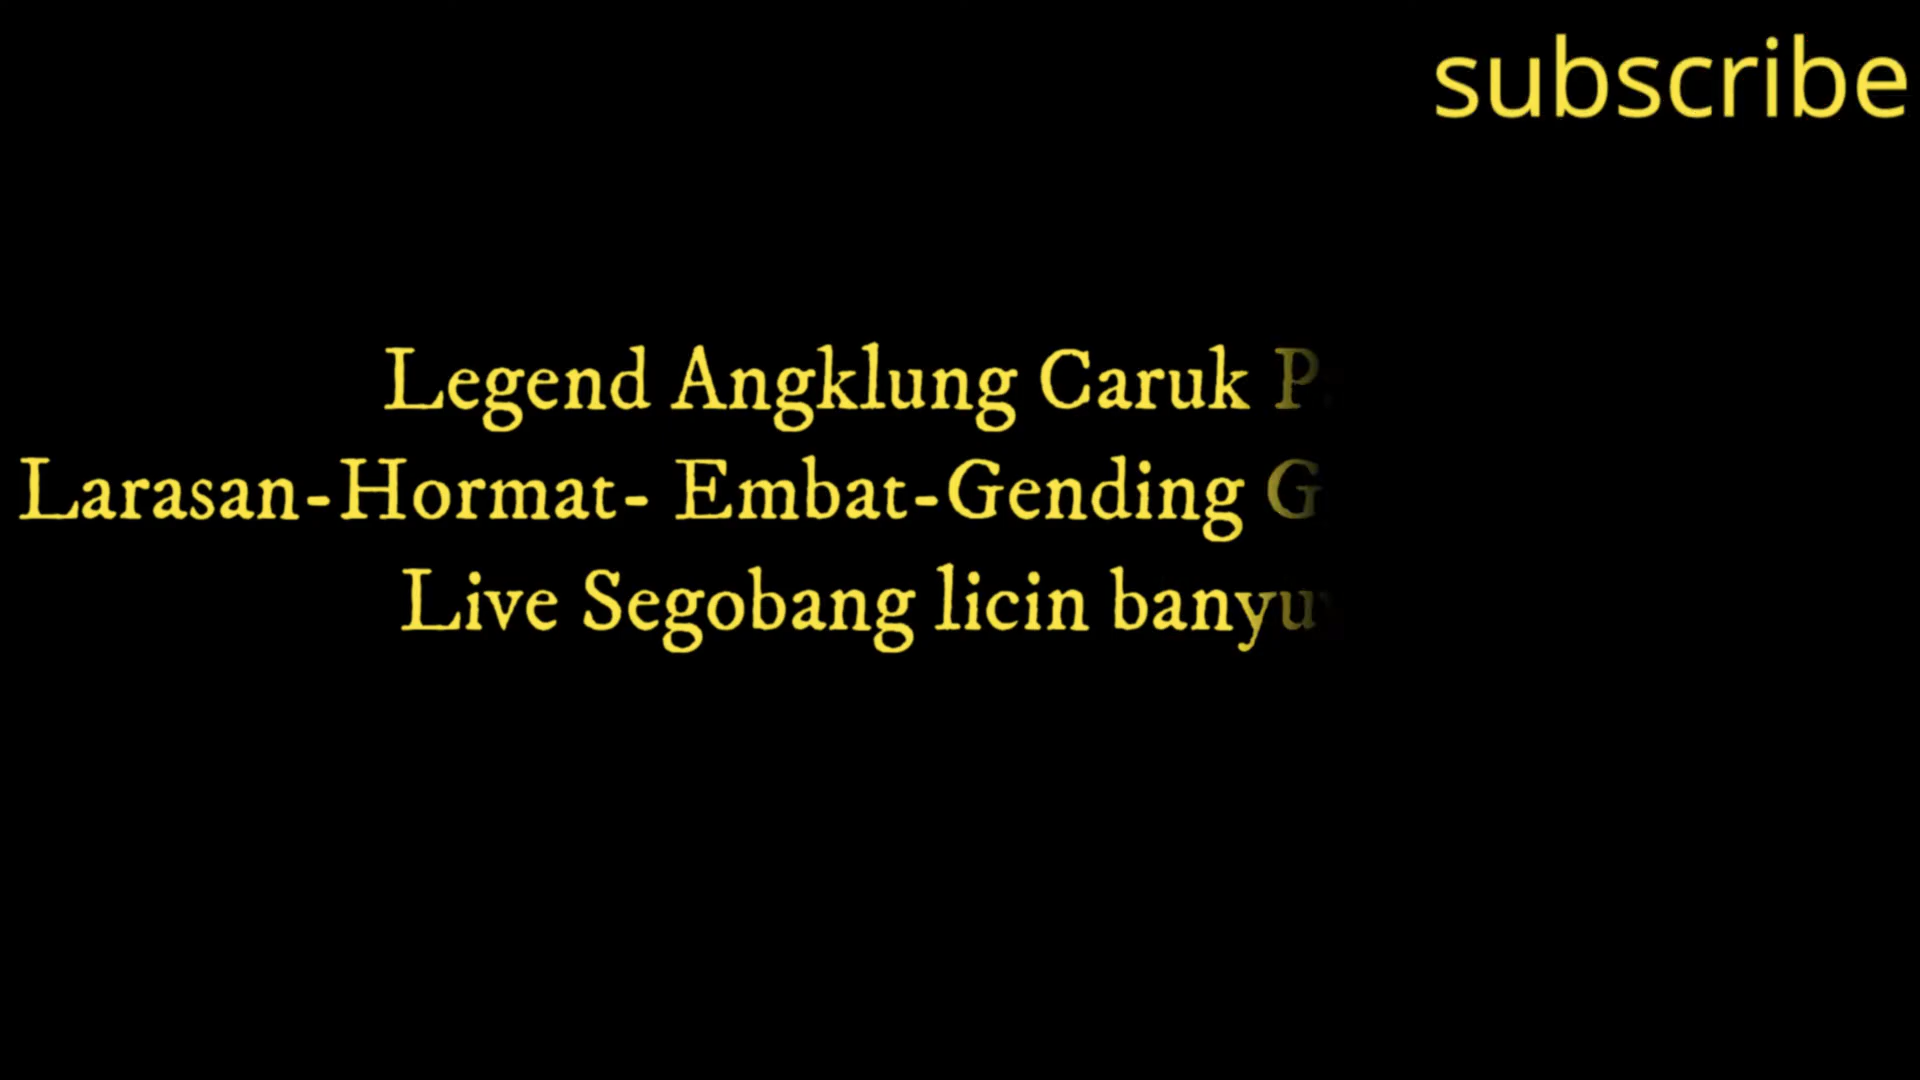 subscribe
Legend Angklung Caruk
Larasan-Hormat- Embat-Gending
Live Segobang licin